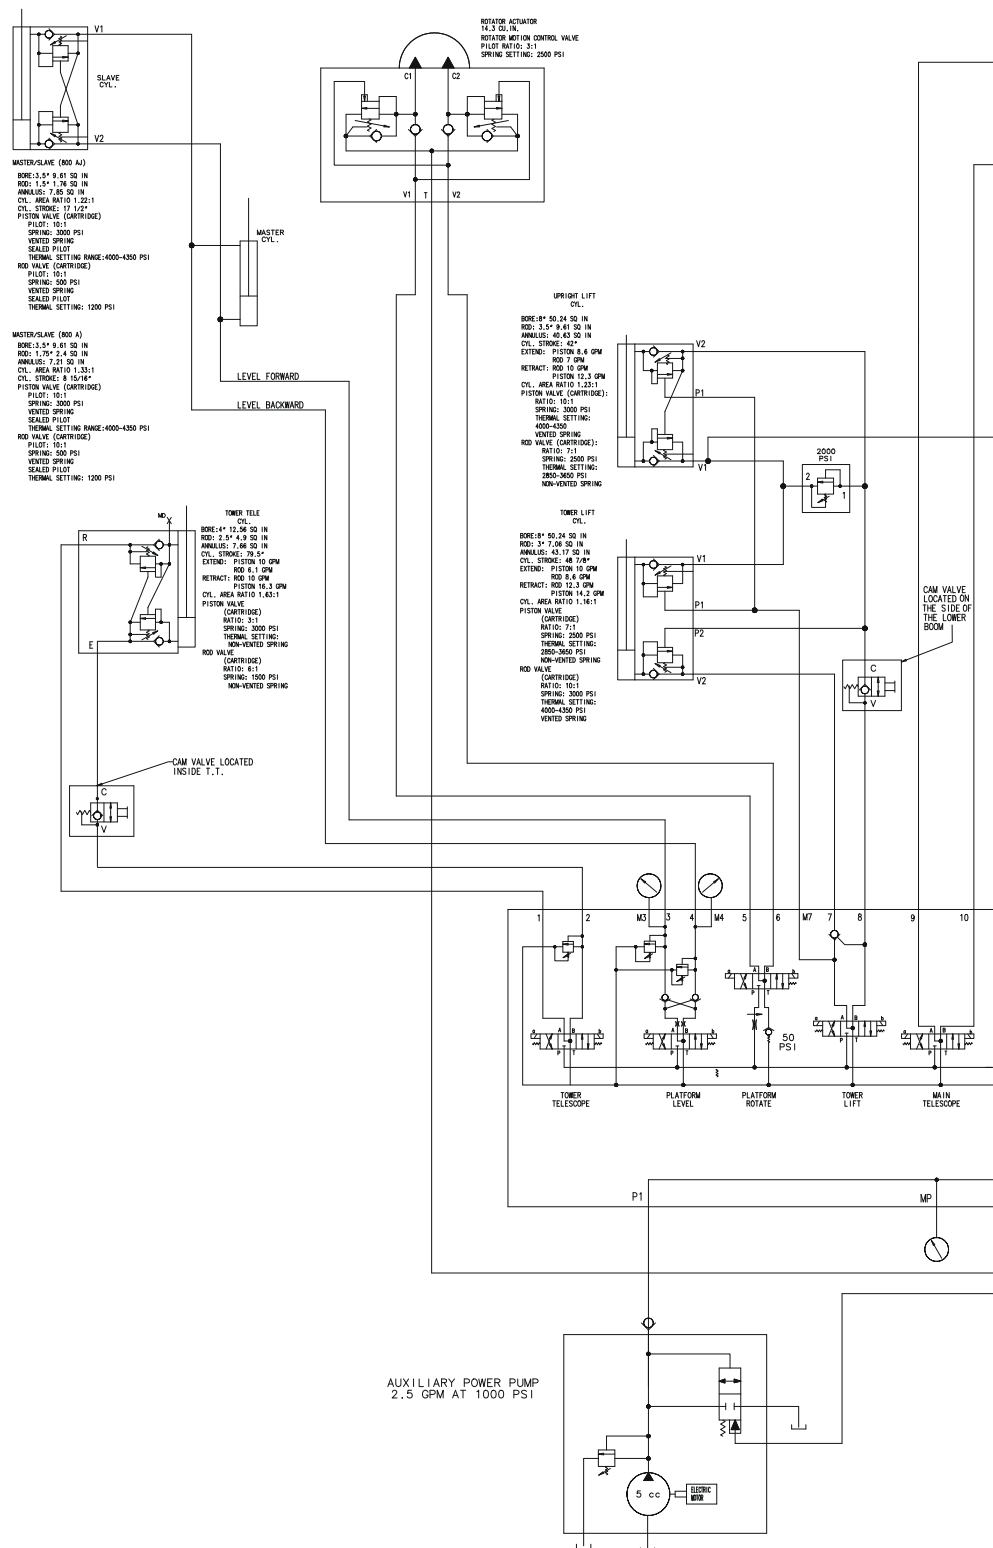 V1
SLAVE
CYL.
V2
MASTER/SLAVE (800 AJ)
BORE:3.5" 9.61 SQ IN
ROD: 1.5" 1.76 SQ IN
ANNULUS: 7.85 SQ IN
CYL. AREA RATIO 1.22:1
CYL. STROKE: 17 1/2"
PISTON VALVE (CARTRIDGE)
PILOT: 10:1
SPRING: 3000 PSI
VENTED SPRING
SEALED PILOT
THERMAL SETTING RANGE:4000-4350 PSI
ROD VALVE (CARTRIDGE)
PILOT: 10:1
SPRING: 500 PSI
VENTED SPRING
SEALED PILOT
THERMAL SETTING: 1200 PSI
MASTER/SLAVE (800 A)
BORE:3.5" 9.61 SQ IN
ROD: 1.75" 2.4 SQ IN
ANNULUS: 7.21 SQ IN
CYL. AREA RATIO 1.33:1
CYL. STROKE: 8 15/16"
PISTON VALVE (CARTRIDGE)
PILOT: 10:1
SPRING: 3000 PSI
VENTED SPRING
SEALED PILOT
THERMAL SETTING RANGE:4000-4350 PSI
ROD VALVE (CARTRIDGE)
PILOT: 10:1
SPRING: 500 PSI
VENTED SPRING
SEALED PILOT
THERMAL SETTING: 1200 PSI
MASTER
CYL.
LEVEL FORWARD
LEVEL BACKWARD
ROTATOR ACTUATOR
14.3 CU.IN.
ROTATOR MOTION CONTROL VALVE
PILOT RATIO: 3:1
SPRING SETTING: 2500 PSI
C1 C2
V1 T V2
UPRIGHT LIFT
CYL.
BORE:8" 50.24 SQ IN
ROD: 3.5" 9.61 SQ IN
ANNULUS: 40.63 SQ IN
CYL. STROKE: 42"
EXTEND: PISTON 8.6 GPM
ROD 7 GPM
RETRACT: ROD 10 GPM
PISTON 12.3 GPM
CYL. AREA RATIO 1.23:1
PISTON VALVE (CARTRIDGE):
RATIO: 10:1
SPRING: 3000 PSI
THERMAL SETTING:
4000-4350
VENTED SPRING
ROD VALVE (CARTRIDGE):
RATIO: 7:1
SPRING: 2500 PSI
THERMAL SETTING:
2850-3650 PSI
NON-VENTED SPRING
V2
P1
V1
2000
PSI
2
1
TOWER TELE
CYL.
BORE:4" 12.56 SQ IN
ROD: 2.5" 4.9 SQ IN
ANNULUS: 7.66 SQ IN
CYL. STROKE: 79.5"
EXTEND: PISTON 10 GPM
ROD 6.1 GPM
RETRACT: ROD 10 GPM
PISTON 16.3 GPM
CYL. AREA RATIO 1.63:1
PISTON VALVE
(CARTRIDGE)
RATIO: 3:1
SPRING: 3000 PSI
THERMAL SETTING:
NON-VENTED SPRING
ROD VALVE
(CARTRIDGE)
RATIO: 6:1
SPRING: 1500 PSI
NON-VENTED SPRING
MD
R
E
TOWER LIFT
CYL.
BORE:8" 50.24 SQ IN
ROD: 3" 7.06 SQ IN
ANNULUS: 43.17 SQ IN
CYL. STROKE: 48 7/8"
EXTEND: PISTON 10 GPM
ROD 8.6 GPM
RETRACT: ROD 12.3 GPM
PISTON 14.2 GPM
CYL. AREA RATIO 1.16:1
PISTON VALVE
(CARTRIDGE)
RATIO: 7:1
SPRING: 2500 PSI
THERMAL SETTING:
2850-3650 PSI
NON-VENTED SPRING
ROD VALVE
(CARTRIDGE)
RATIO: 10:1
SPRING: 3000 PSI
THERMAL SETTING:
4000-4350 PSI
VENTED SPRING
V1
P1
P2
V2
CAM VALVE
LOCATED ON
THE SIDE OF
THE LOWER
BOOM
C
V
CAM VALVE LOCATED
INSIDE T.T.
C
V
1 2 M3 3 4 M4 5 6 M7 7 8 9 10
a A B b
P T
a A B b
P T
a A B b
P T
a A B b
P T
a A B b
P T
50
PSI
TOWER
TELESCOPE
PLATFORM
LEVEL
PLATFORM
ROTATE
TOWER
LIFT
MAIN
TELESCOPE
P1
MP
AUXILIARY POWER PUMP
2.5 GPM AT 1000 PSI
5 cc
ELECTRIC
MOTOR